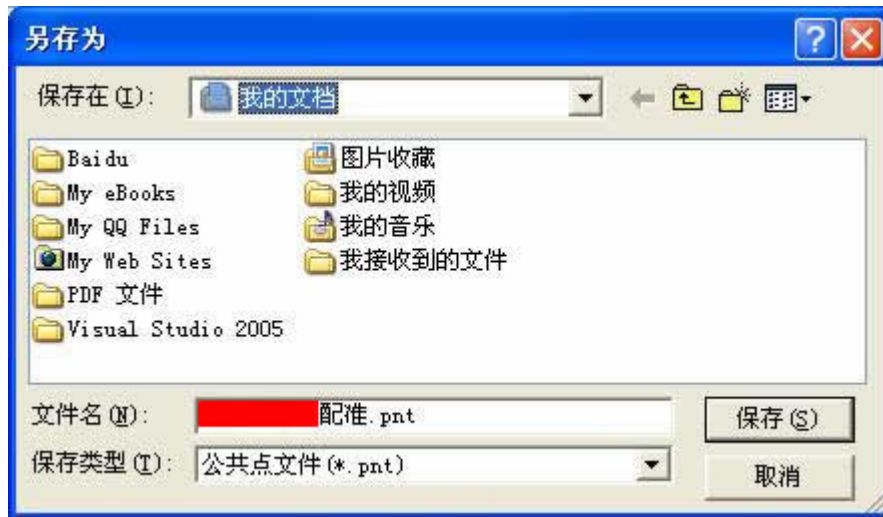 另存为
保存在(I):
我的文档
Baidu
My eBooks
My QQ Files
My Web Sites
PDF 文件
Visual Studio 2005
图片收藏
我的视频
我的音乐
我接收到的文件
文件名(N):
配准.pnt
保存(S)
保存类型(T):
公共点文件(*.pnt)
取消